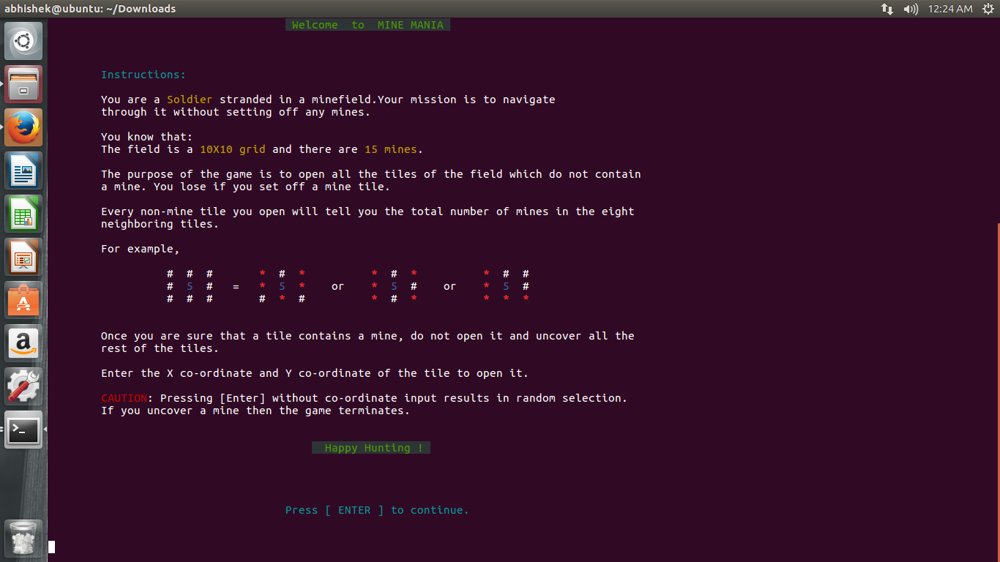 abhishek@ubuntu: ~/Downloads 12:24 AM
Welcome to MINE MANIA
Instructions:
You are a Soldier stranded in a minefield.Your mission is to navigate
through it without setting off any mines.
You know that:
The field is a 10X10 grid and there are 15 mines.
The purpose of the game is to open all the tiles of the field which do not contain
a mine. You lose if you set off a mine tile.
Every non-mine tile you open will tell you the total number of mines in the eight
neighboring tiles.
For example,
# # # * # * * # * * # #
# 5 # = * 5 * or * 5 # or * 5 #
# # # # * # * # * * * *
Once you are sure that a tile contains a mine, do not open it and uncover all the
rest of the tiles.
Enter the X co-ordinate and Y co-ordinate of the tile to open it.
CAUTION: Pressing [Enter] without co-ordinate input results in random selection.
If you uncover a mine then the game terminates.
Happy Hunting !
Press [ ENTER ] to continue.